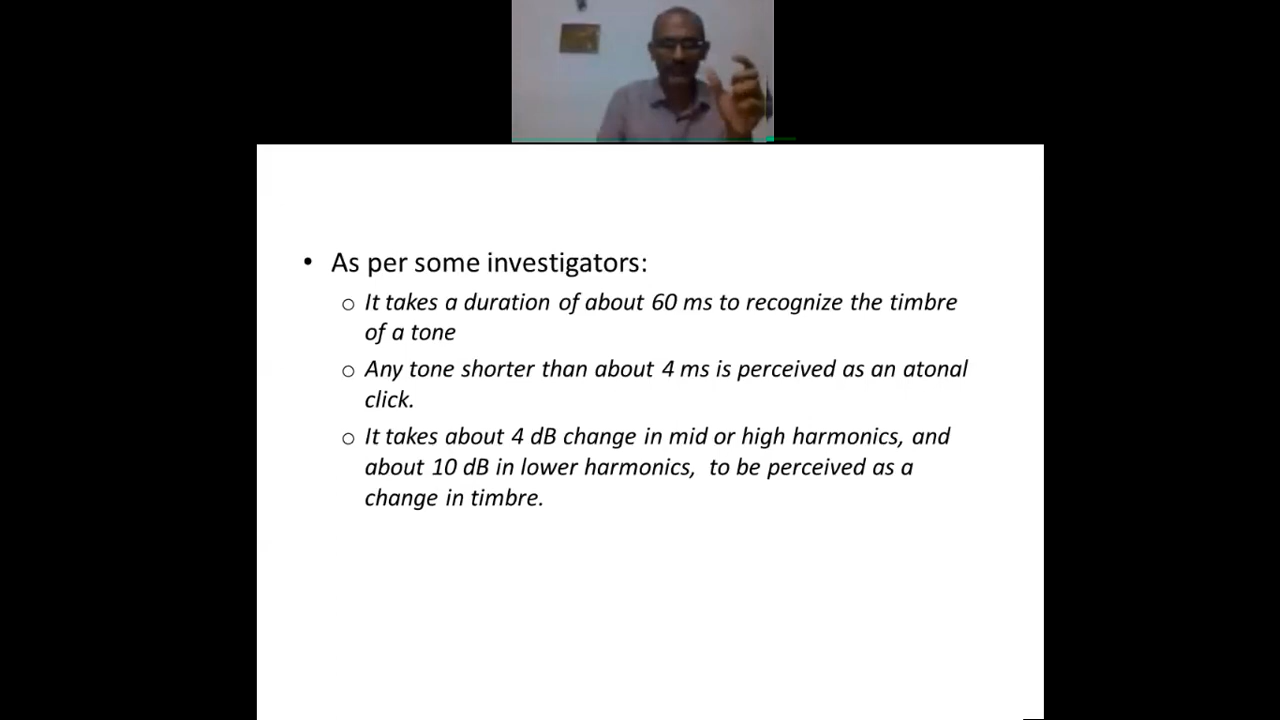 • As per some investigators:
o It takes a duration of about 60 ms to recognize the timbre
of a tone
o Any tone shorter than about 4 ms is perceived as an atonal
click.
o It takes about 4 dB change in mid or high harmonics, and
about 10 dB in lower harmonics, to be perceived as a
change in timbre.